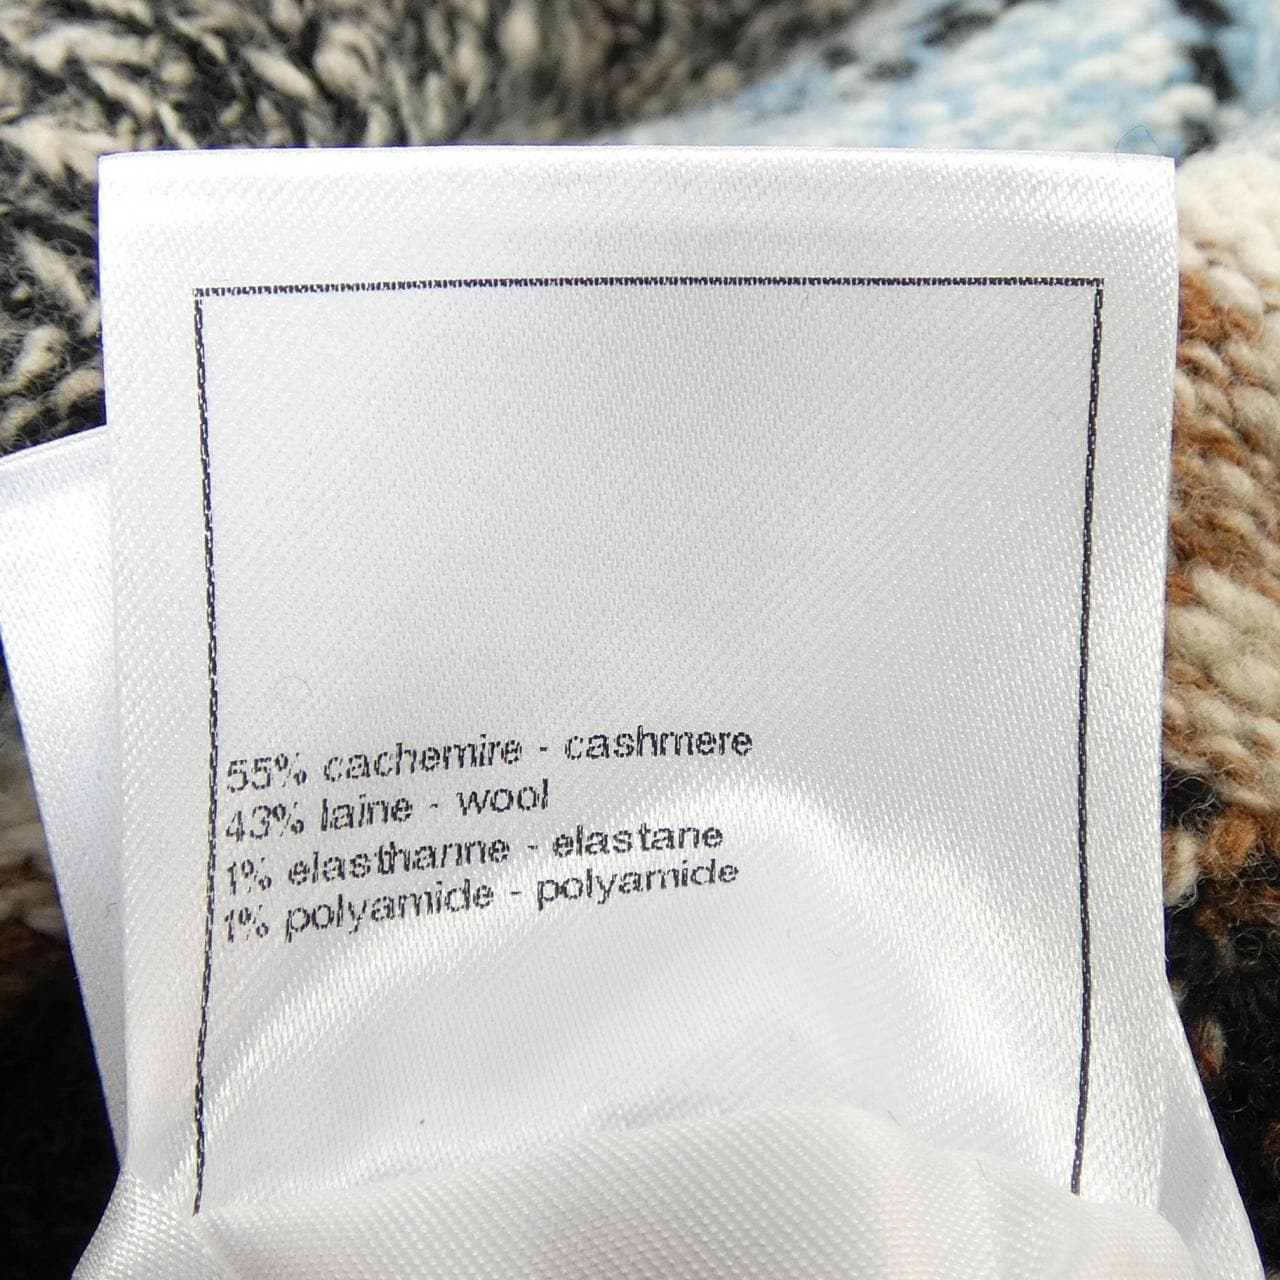 55% cachemire - cashmere
43% laine - wool
1% elasthanne - elastane
1% polyamide - polyamide